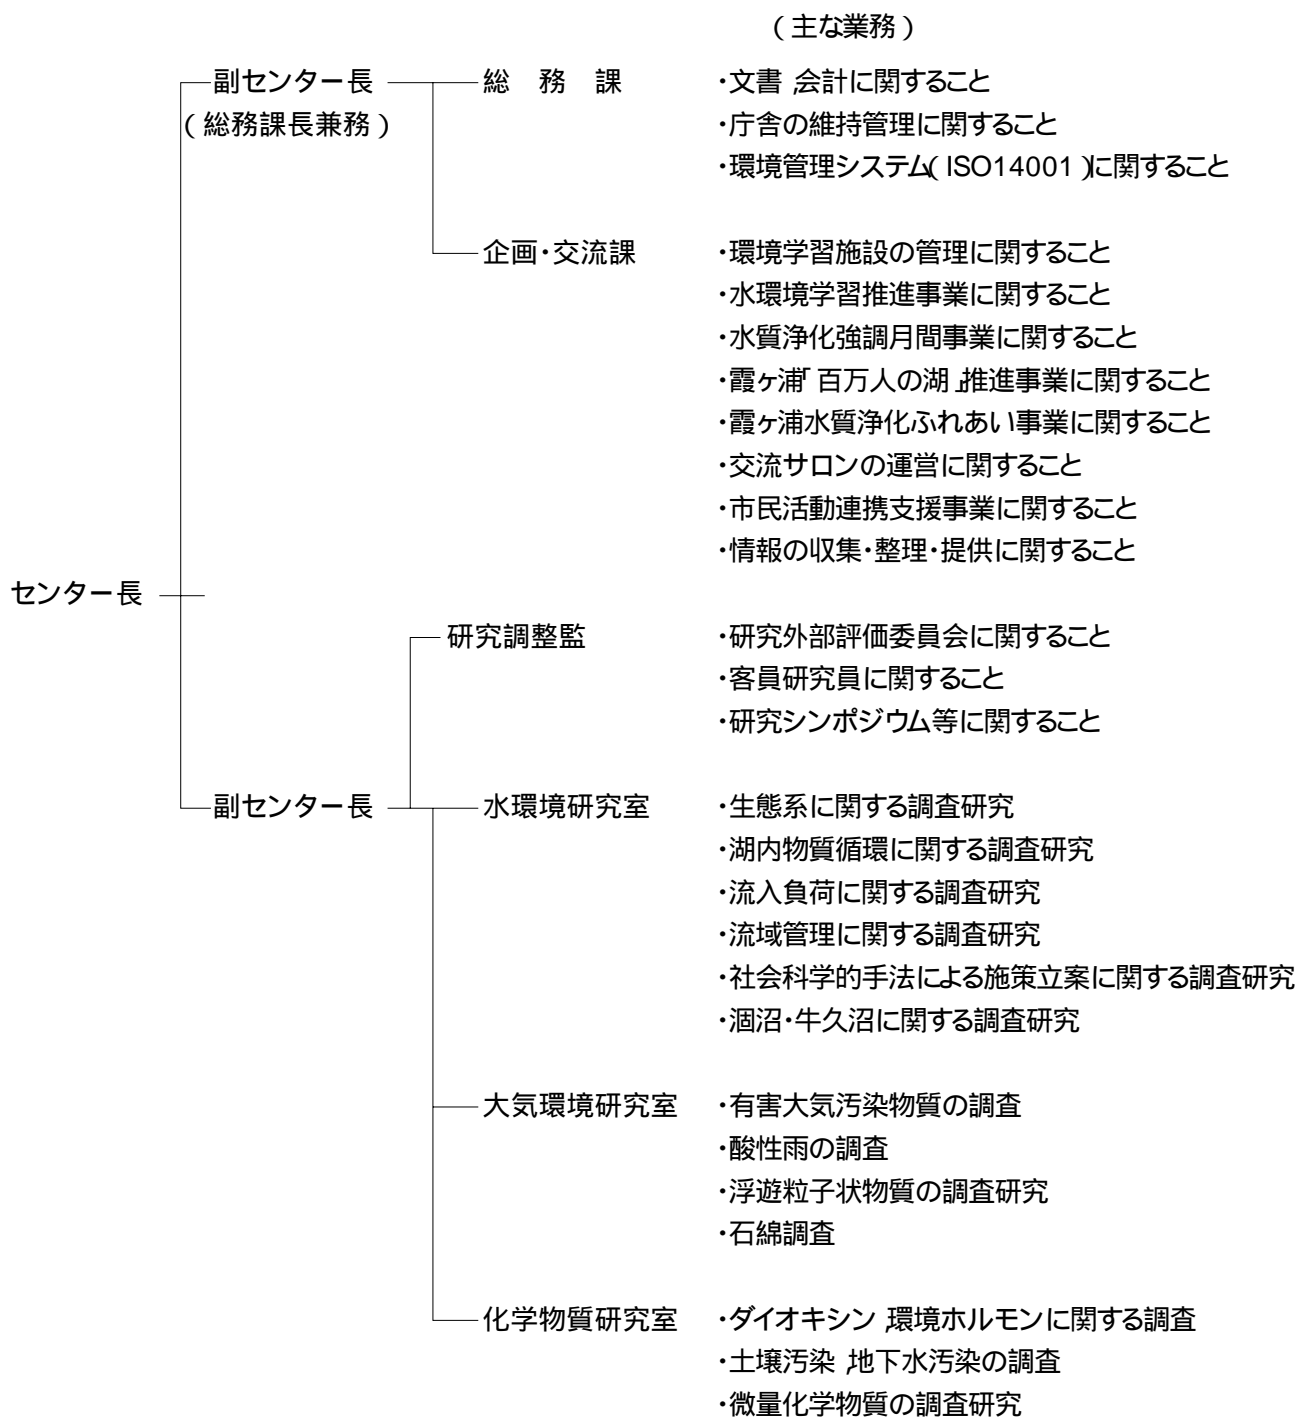 (主な業務)
副センター長 総務課 ・文書,会計に関すること
(総務課長兼務) ・庁舎の維持管理に関すること
・環境管理システム(ISO14001)に関すること
企画・交流課 ・環境学習施設の管理に関すること
・水環境学習推進事業に関すること
・水質浄化強調月間事業に関すること
・霞ヶ浦「百万人の湖」推進事業に関すること
・霞ヶ浦水質浄化ふれあい事業に関すること
・交流サロンの運営に関すること
・市民活動連携支援事業に関すること
・情報の収集・整理・提供に関すること
センター長
研究調整監 ・研究外部評価委員会に関すること
・客員研究員に関すること
・研究シンポジウム等に関すること
副センター長 水環境研究室 ・生態系に関する調査研究
・湖内物質循環に関する調査研究
・流入負荷に関する調査研究
・流域管理に関する調査研究
・社会科学的手法による施策立案に関する調査研究
・涸沼・牛久沼に関する調査研究
大気環境研究室 ・有害大気汚染物質の調査
・酸性雨の調査
・浮遊粒子状物質の調査研究
・石綿調査
化学物質研究室 ・ダイオキシン,環境ホルモンに関する調査
・土壌汚染,地下水汚染の調査
・微量化学物質の調査研究